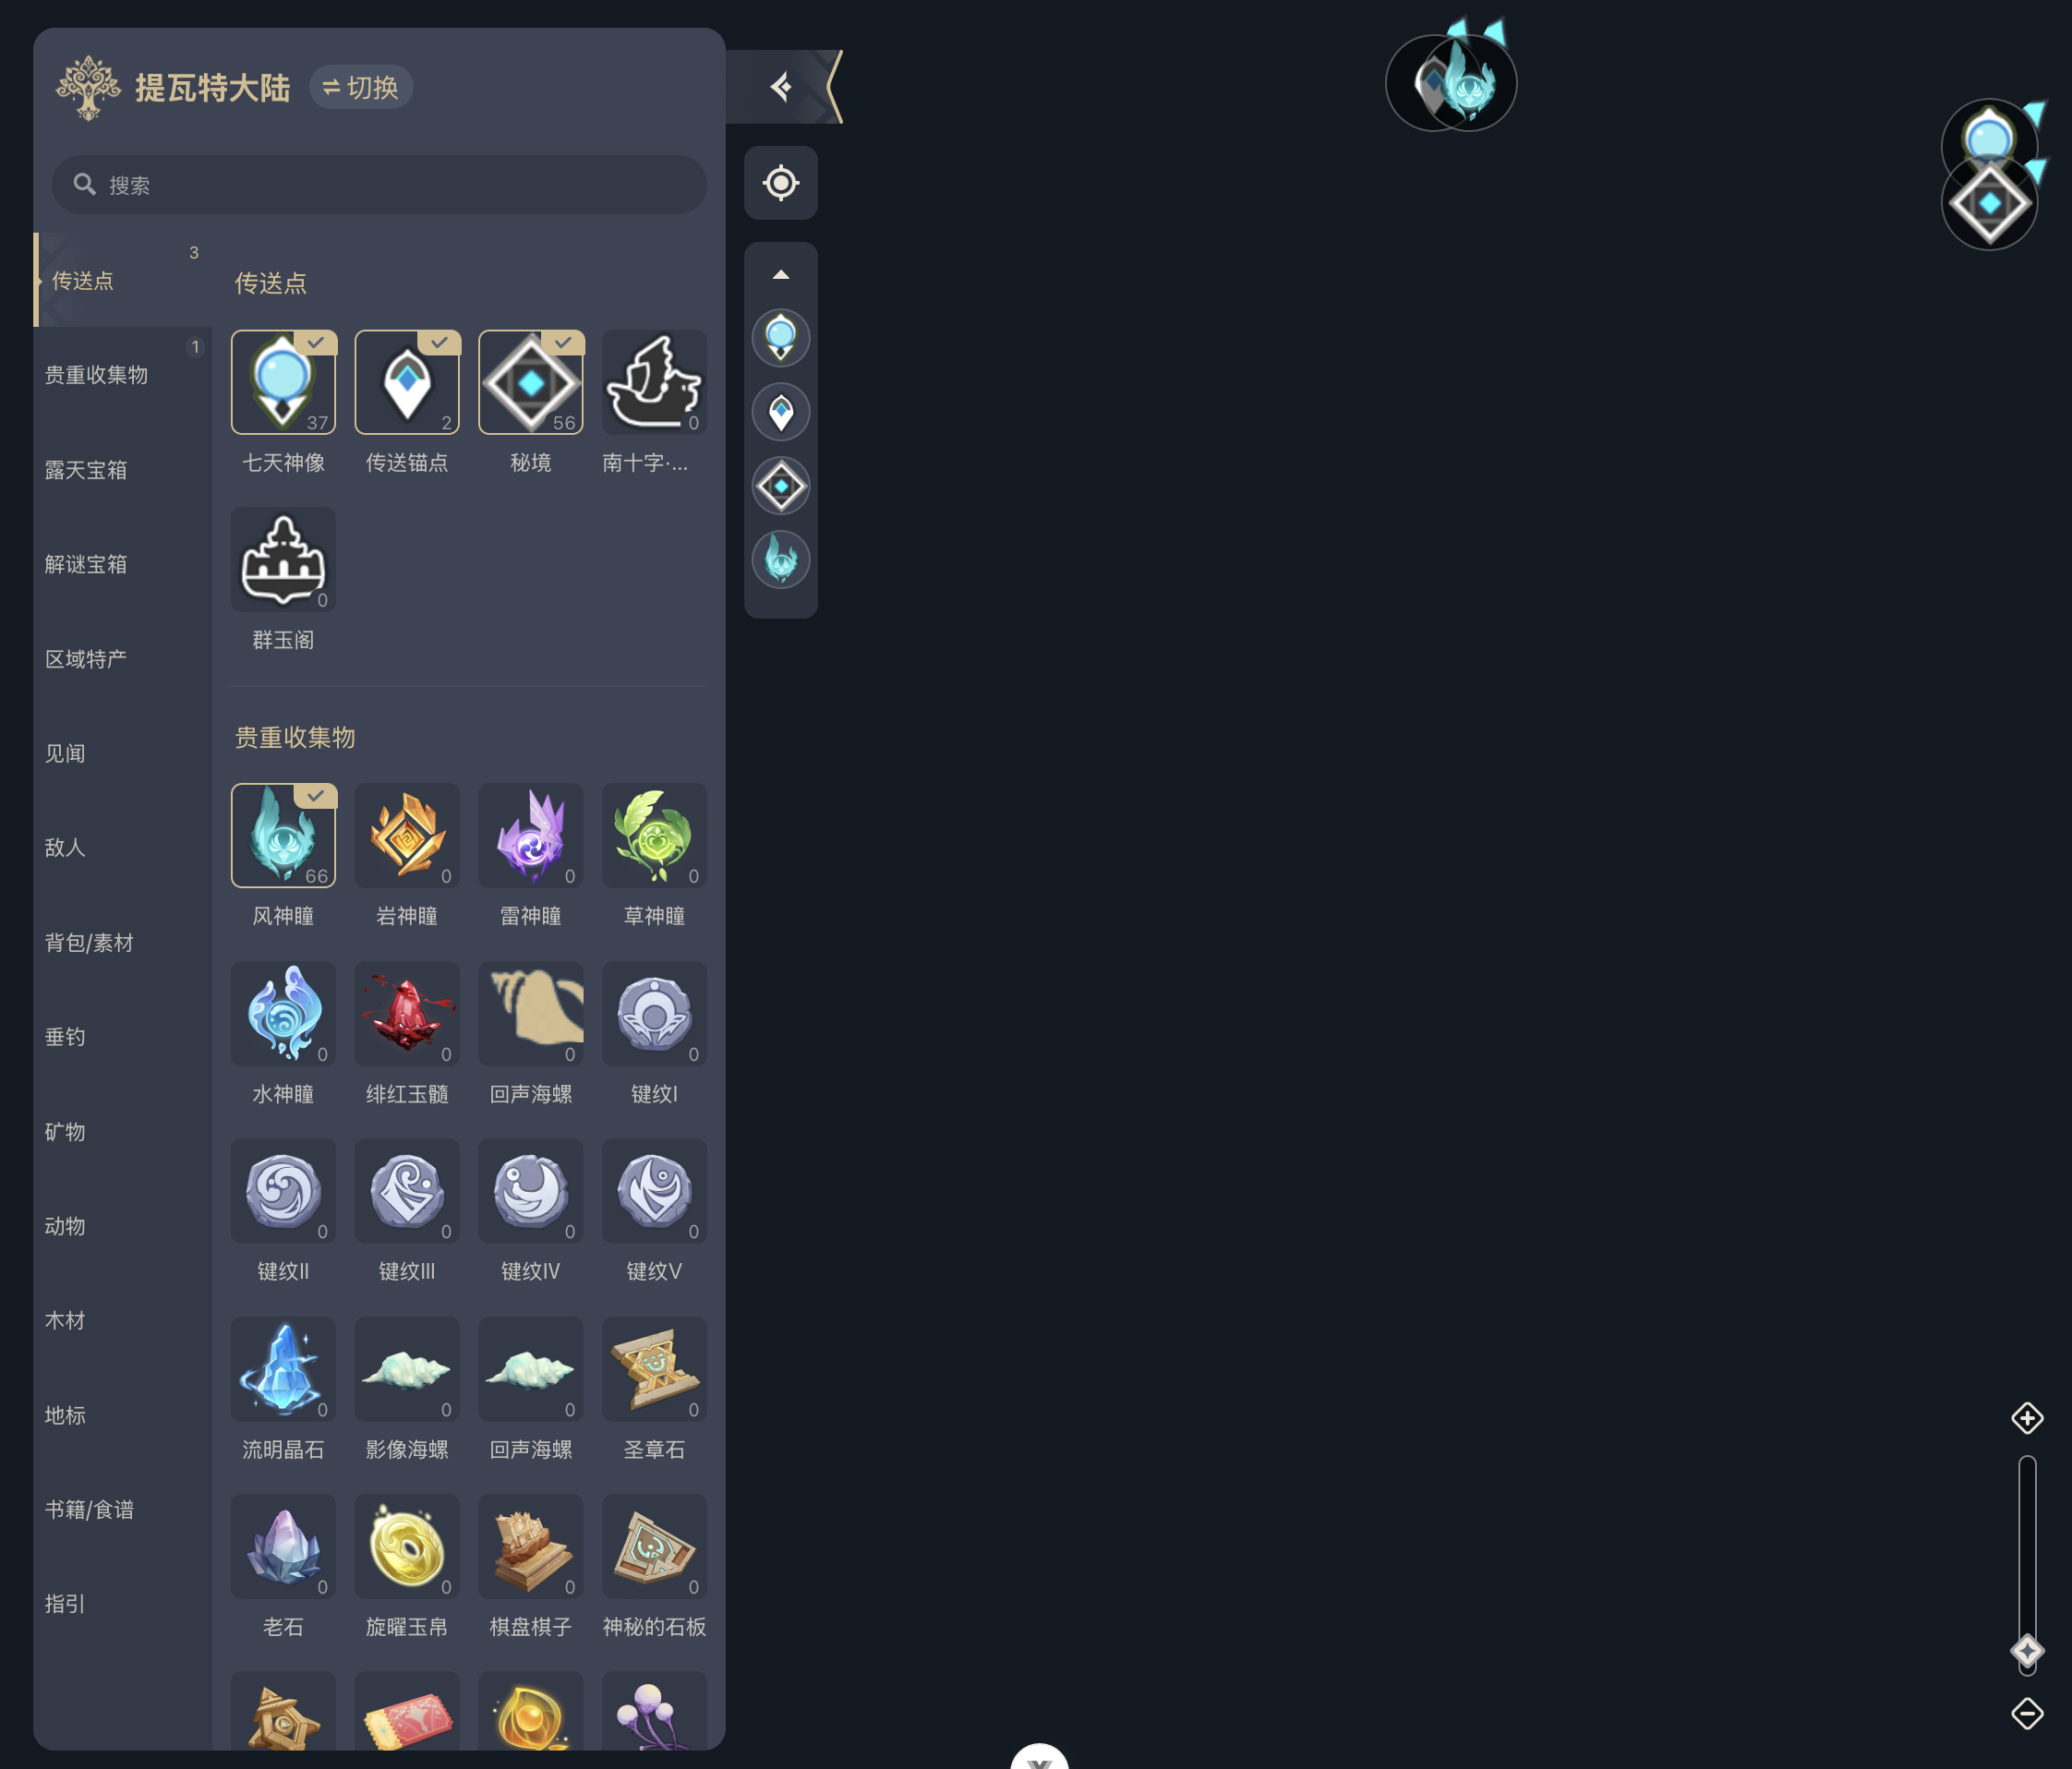 提瓦特大陆
切换
搜索
传送点
3
贵重收集物
1
露天宝箱
解谜宝箱
区域特产
见闻
敌人
背包/素材
垂钓
矿物
动物
木材
地标
书籍/食谱
指引
传送点
37
2
56
0
七天神像
传送锚点
秘境
南十字·...
0
群玉阁
贵重收集物
66
0
0
0
风神瞳
岩神瞳
雷神瞳
草神瞳
0
0
0
0
水神瞳
绯红玉髓
回声海螺
键纹I
0
0
0
0
键纹II
键纹III
键纹IV
键纹V
0
0
0
0
流明晶石
影像海螺
回声海螺
圣章石
0
0
0
0
老石
旋曜玉帛
棋盘棋子
神秘的石板